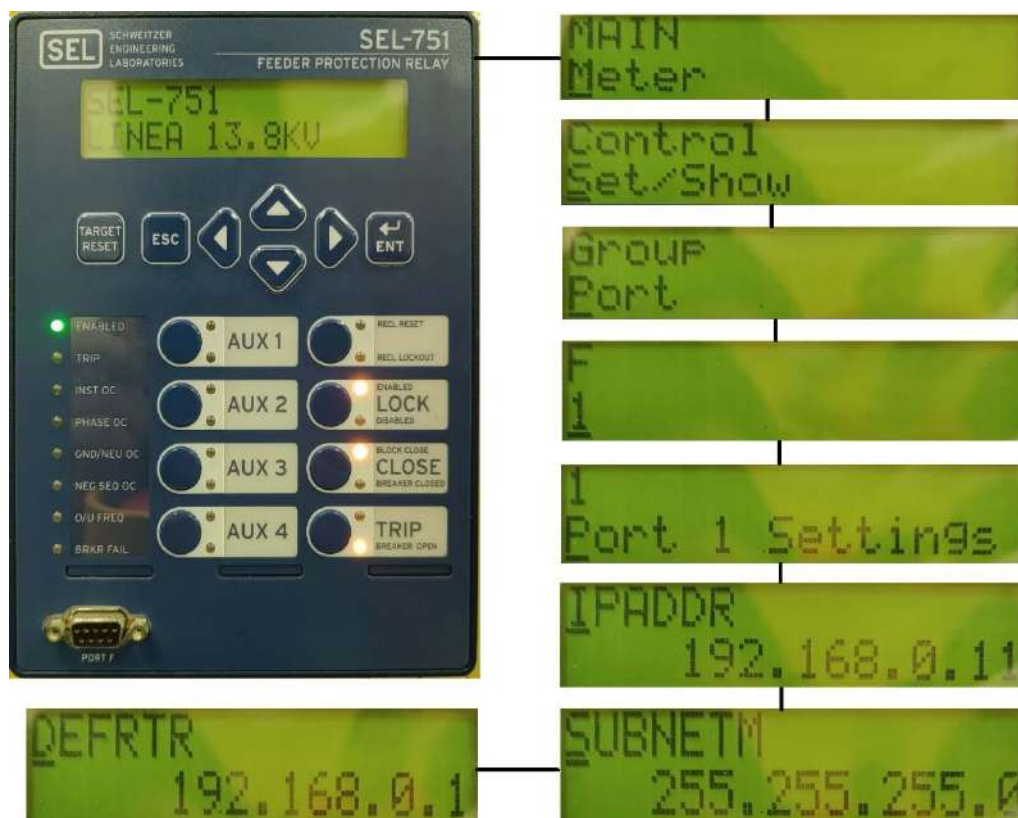 SEL
SCHWEITZER
ENGINEERING
LABORATORIES
SEL-751
FEEDER PROTECTION RELAY
SEL-751
LINEA 13.8KV
TARGET
RESET
ESC
ENT
ENABLED
TRIP
INST OC
PHASE OC
GND/NEU OC
NEG SEQ OC
O/U FREQ
BRKR FAIL
AUX 1
AUX 2
AUX 3
AUX 4
RECL RESET
RECL LOCKOUT
ENABLED
LOCK
DISABLED
BLOCK CLOSE
CLOSE
BREAKER CLOSED
TRIP
BREAKER OPEN
PORT F
MAIN
Meter
Control
Set/Show
Group
Port
F
1
1
Port 1 Settings
IPADDR
192.168.0.11
SUBNETM
255.255.255.0
DEFRTR
192.168.0.1